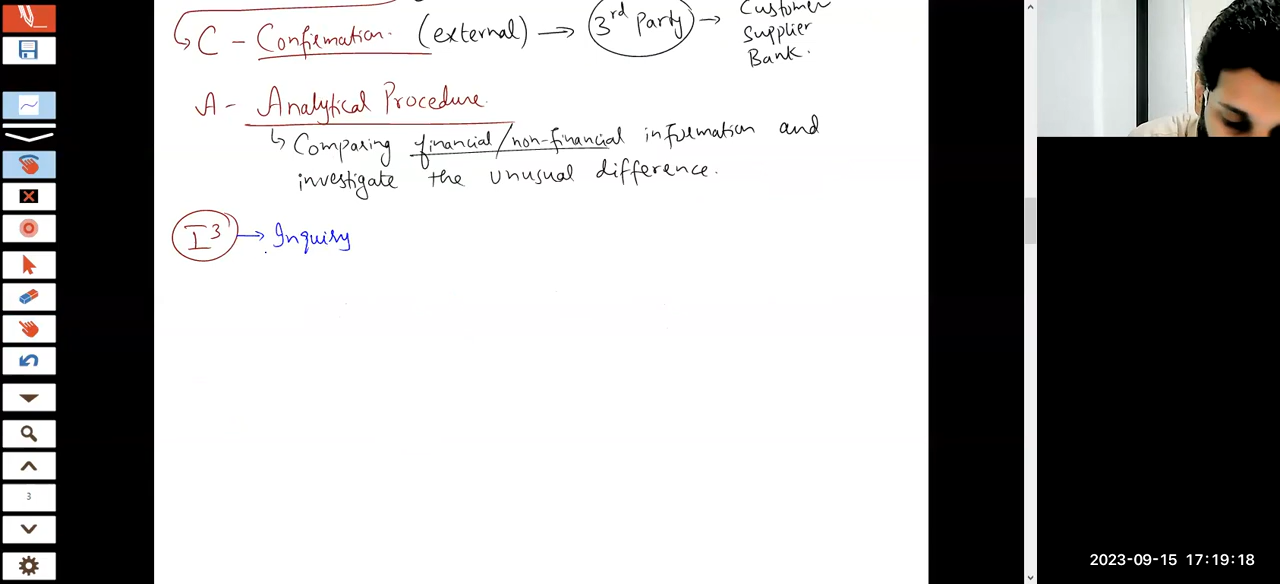 C - Confirmation. (external) → 3rd Party → Customer
Supplier
Bank.
A - Analytical Procedure.
↳ Comparing financial/non-financial information and
investigate the unusual difference.
I3 → Inquiry
3
2023-09-15 17:19:18